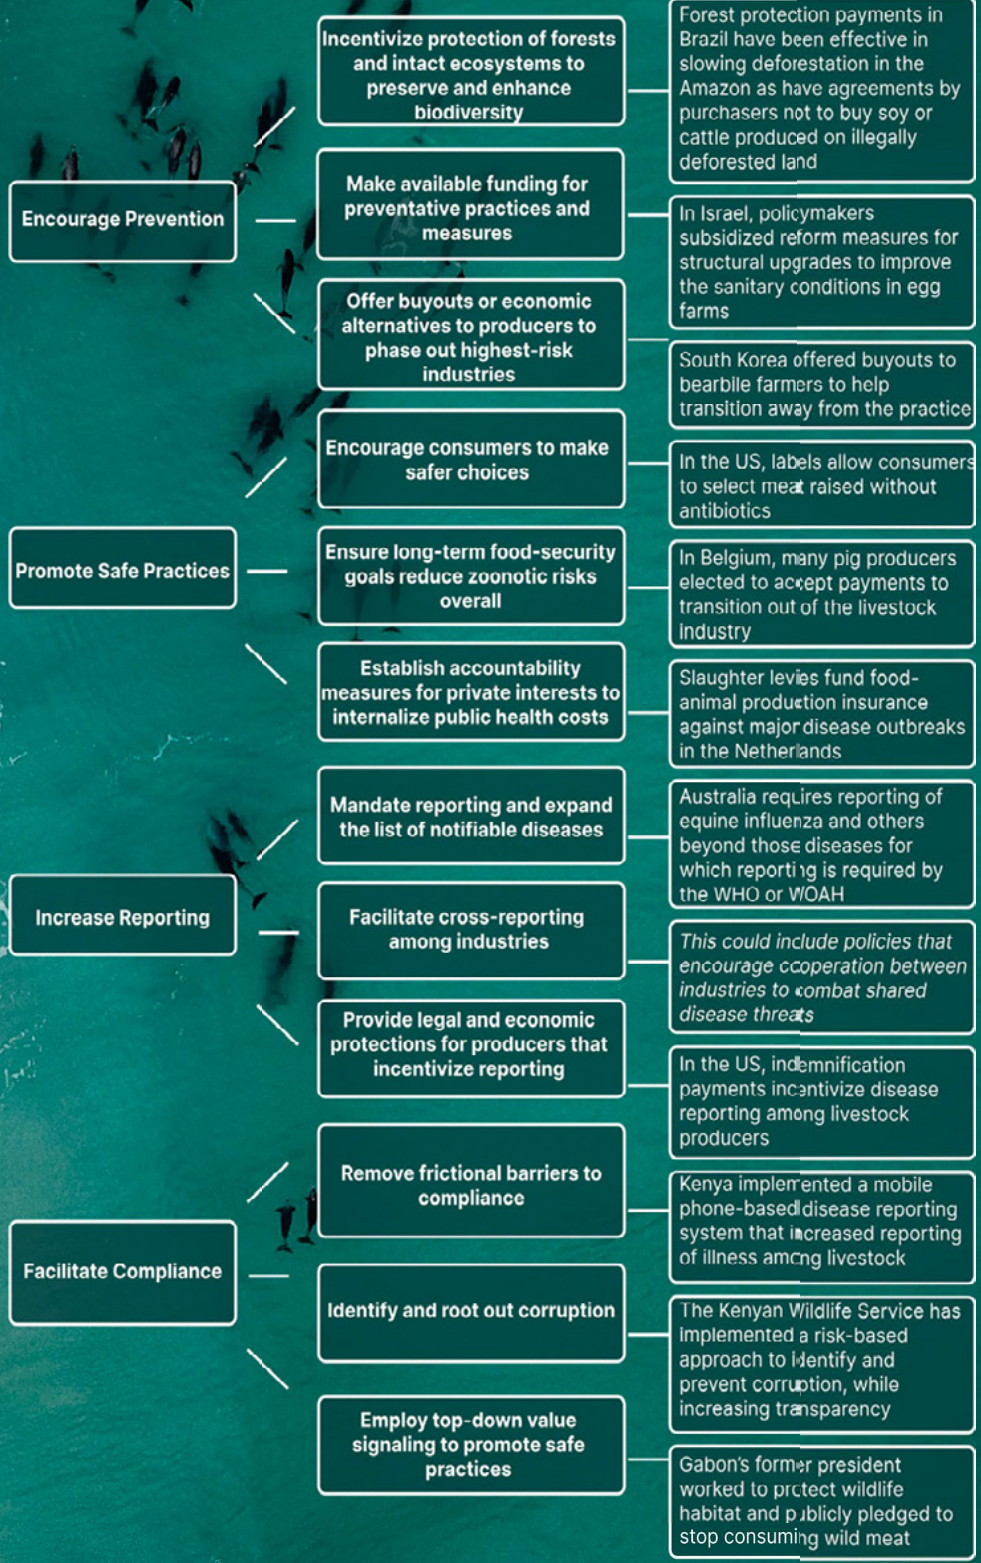 Encourage Prevention
Incentivize protection of forests
and intact ecosystems to
preserve and enhance
biodiversity
Forest protection payments in
Brazil have been effective in
slowing deforestation in the
Amazon as have agreements by
purchasers not to buy soy or
cattle produced on illegally
deforested land
Make available funding for
preventative practices and
measures
In Israel, policymakers
subsidized reform measures for
structural upgrades to improve
the sanitary conditions in egg
farms
Offer buyouts or economic
alternatives to producers to
phase out highest-risk
industries
South Korea offered buyouts to
bearbile farmers to help
transition away from the practice
Promote Safe Practices
Encourage consumers to make
safer choices
In the US, labels allow consumers
to select meat raised without
antibiotics
Ensure long-term food-security
goals reduce zoonotic risks
overall
In Belgium, many pig producers
elected to accept payments to
transition out of the livestock
industry
Establish accountability
measures for private interests to
internalize public health costs
Slaughter levies fund food-
animal production insurance
against major disease outbreaks
in the Netherlands
Increase Reporting
Mandate reporting and expand
the list of notifiable diseases
Australia requires reporting of
equine influenza and others
beyond those diseases for
which reporting is required by
the WHO or WOAH
Facilitate cross-reporting
among industries
This could include policies that
encourage cooperation between
industries to combat shared
disease threats
Provide legal and economic
protections for producers that
incentivize reporting
In the US, indemnification
payments incentivize disease
reporting among livestock
producers
Facilitate Compliance
Remove frictional barriers to
compliance
Kenya implemented a mobile
phone-based disease reporting
system that increased reporting
of illness among livestock
Identify and root out corruption
The Kenyan Wildlife Service has
implemented a risk-based
approach to identify and
prevent corruption, while
increasing transparency
Employ top-down value
signaling to promote safe
practices
Gabon's former president
worked to protect wildlife
habitat and publicly pledged to
stop consuming wild meat